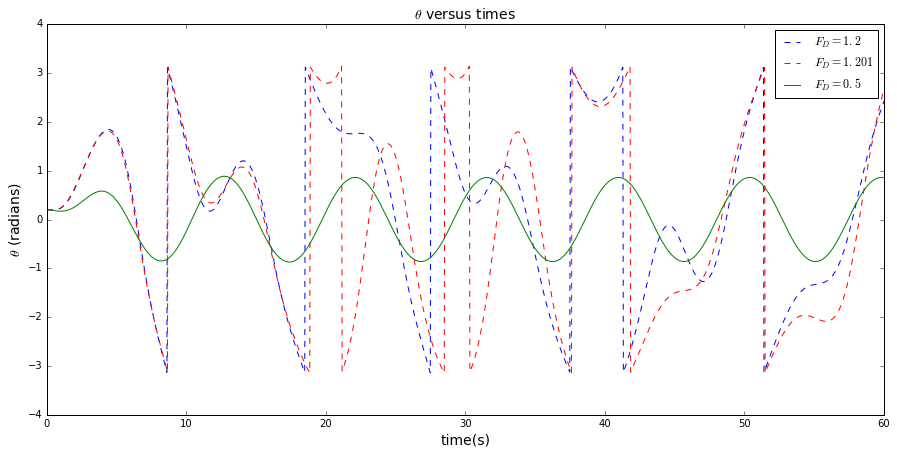 θ versus times
θ (radians)
4
3
2
1
0
−1
−2
−3
−4
F_D = 1.2
F_D = 1.201
F_D = 0.5
0 10 20 30 40 50 60
time(s)